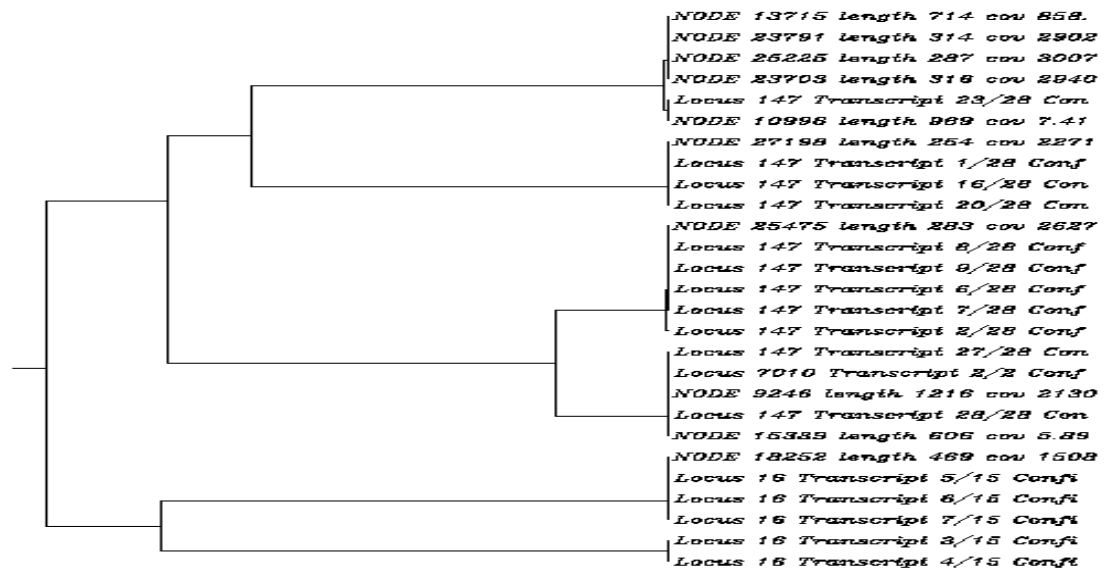 NODE 13715 length 714 cov 858.
NODE 23791 length 314 cov 2902
NODE 25225 length 287 cov 3007
NODE 23703 length 316 cov 2940
Locus 147 Transcript 23/28 Con
NODE 10996 length 969 cov 7.41
NODE 27198 length 254 cov 2271
Locus 147 Transcript 1/28 Conf
Locus 147 Transcript 16/28 Con
Locus 147 Transcript 20/28 Con
NODE 25475 length 283 cov 2627
Locus 147 Transcript 8/28 Conf
Locus 147 Transcript 9/28 Conf
Locus 147 Transcript 6/28 Conf
Locus 147 Transcript 7/28 Conf
Locus 147 Transcript 2/28 Conf
Locus 147 Transcript 27/28 Con
Locus 7010 Transcript 2/2 Conf
NODE 9246 length 1216 cov 2130
Locus 147 Transcript 28/28 Con
NODE 15389 length 606 cov 5.89
NODE 18252 length 469 cov 1508
Locus 16 Transcript 5/15 Confi
Locus 16 Transcript 6/15 Confi
Locus 16 Transcript 7/15 Confi
Locus 16 Transcript 3/15 Confi
Locus 16 Transcript 4/15 Confi